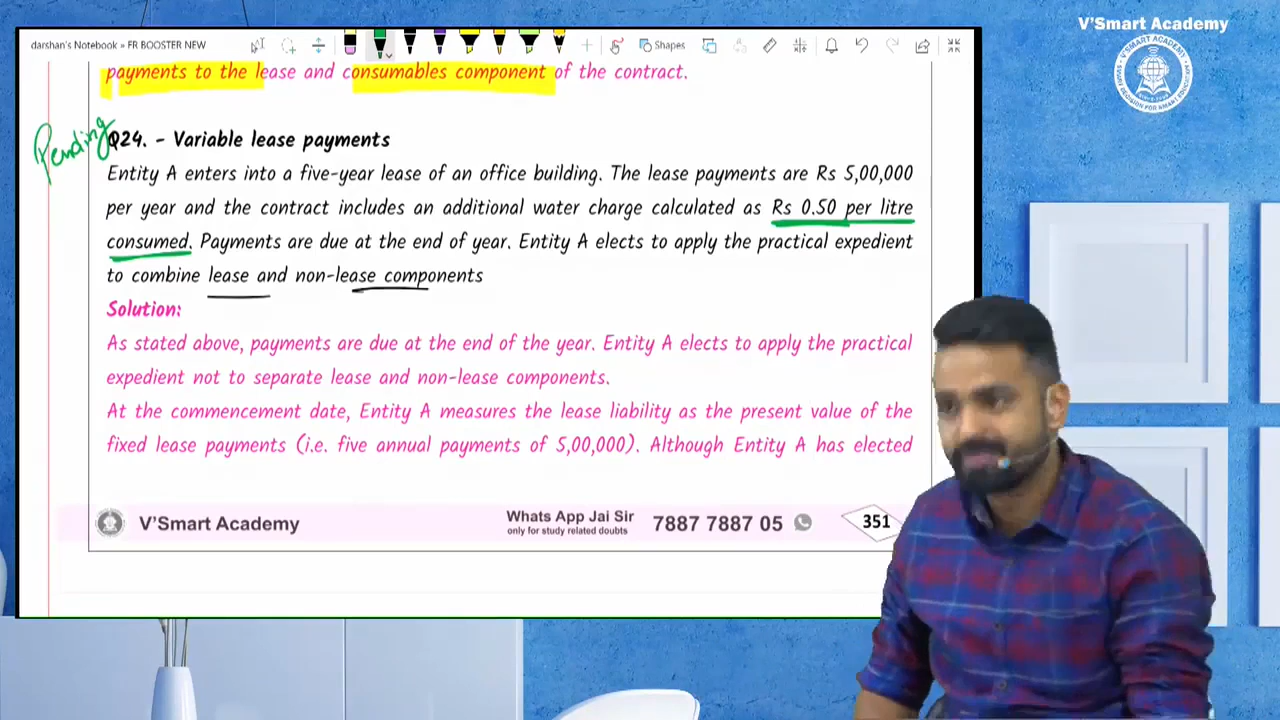 V'Smart Academy
darshan's Notebook » FR BOOSTER NEW
Shapes
payments to the lease and consumables component of the contract.
Pending
Q24. - Variable lease payments
Entity A enters into a five-year lease of an office building. The lease payments are Rs 5,00,000
per year and the contract includes an additional water charge calculated as Rs 0.50 per litre
consumed. Payments are due at the end of year. Entity A elects to apply the practical expedient
to combine lease and non-lease components
Solution:
As stated above, payments are due at the end of the year. Entity A elects to apply the practical
expedient not to separate lease and non-lease components.
At the commencement date, Entity A measures the lease liability as the present value of the
fixed lease payments (i.e. five annual payments of 5,00,000). Although Entity A has elected
V'Smart Academy
Whats App Jai Sir
only for study related doubts
7887 7887 05
351